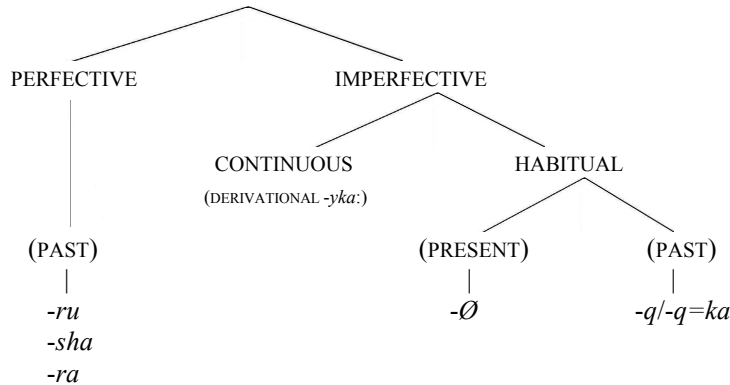 PERFECTIVE IMPERFECTIVE
CONTINUOUS HABITUAL
(DERIVATIONAL -yka:)
(PAST) (PRESENT) (PAST)
-ru -Ø -q/-q=ka
-sha
-ra